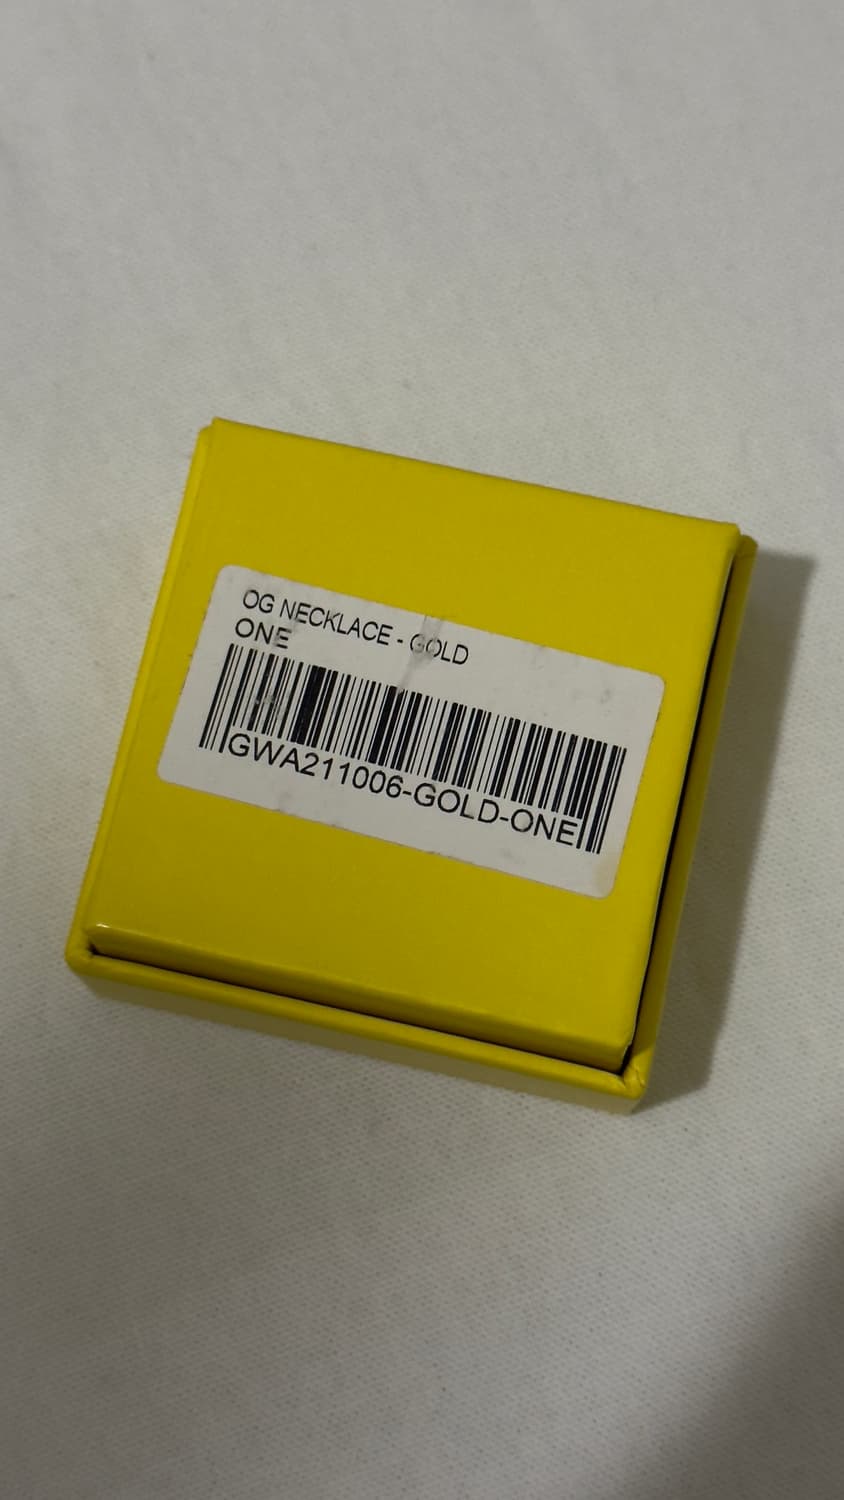 OG NECKLACE - GOLD
ONE
GWA211006-GOLD-ONE